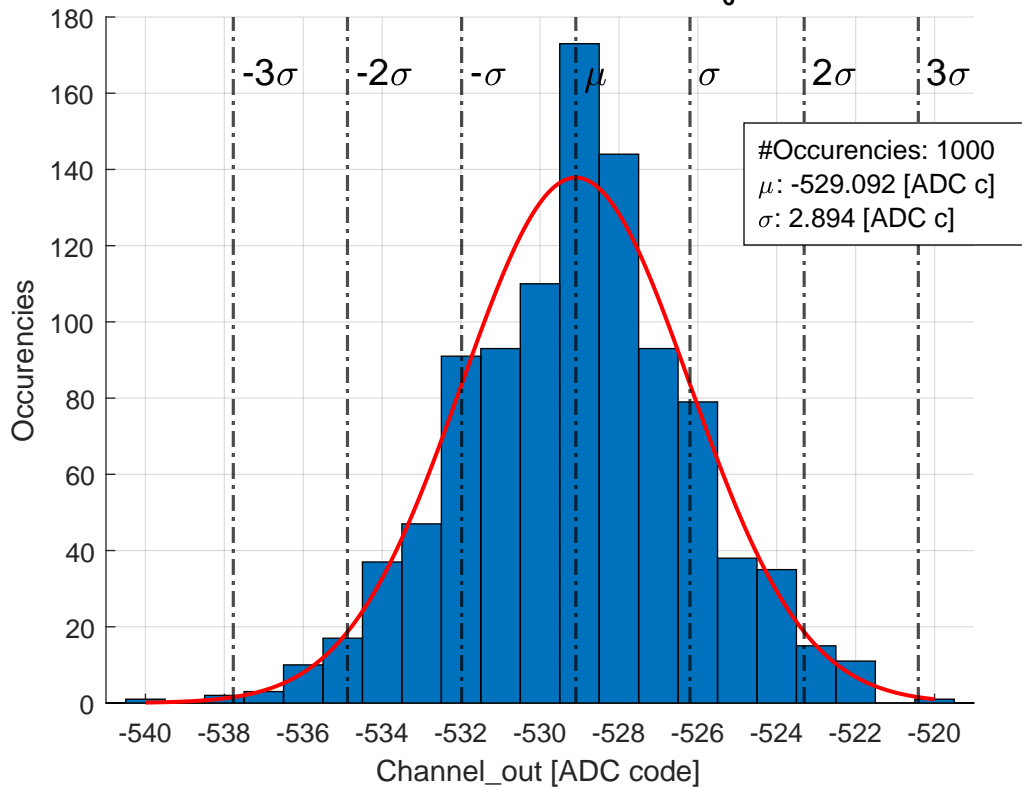 180
160
140
120
100
80
60
40
20
0
-3σ
-2σ
-σ
μ
σ
2σ
3σ
#Occurencies: 1000
μ: -529.092 [ADC c]
σ: 2.894 [ADC c]
Occurencies
-540 -538 -536 -534 -532 -530 -528 -526 -524 -522 -520
Channel_out [ADC code]